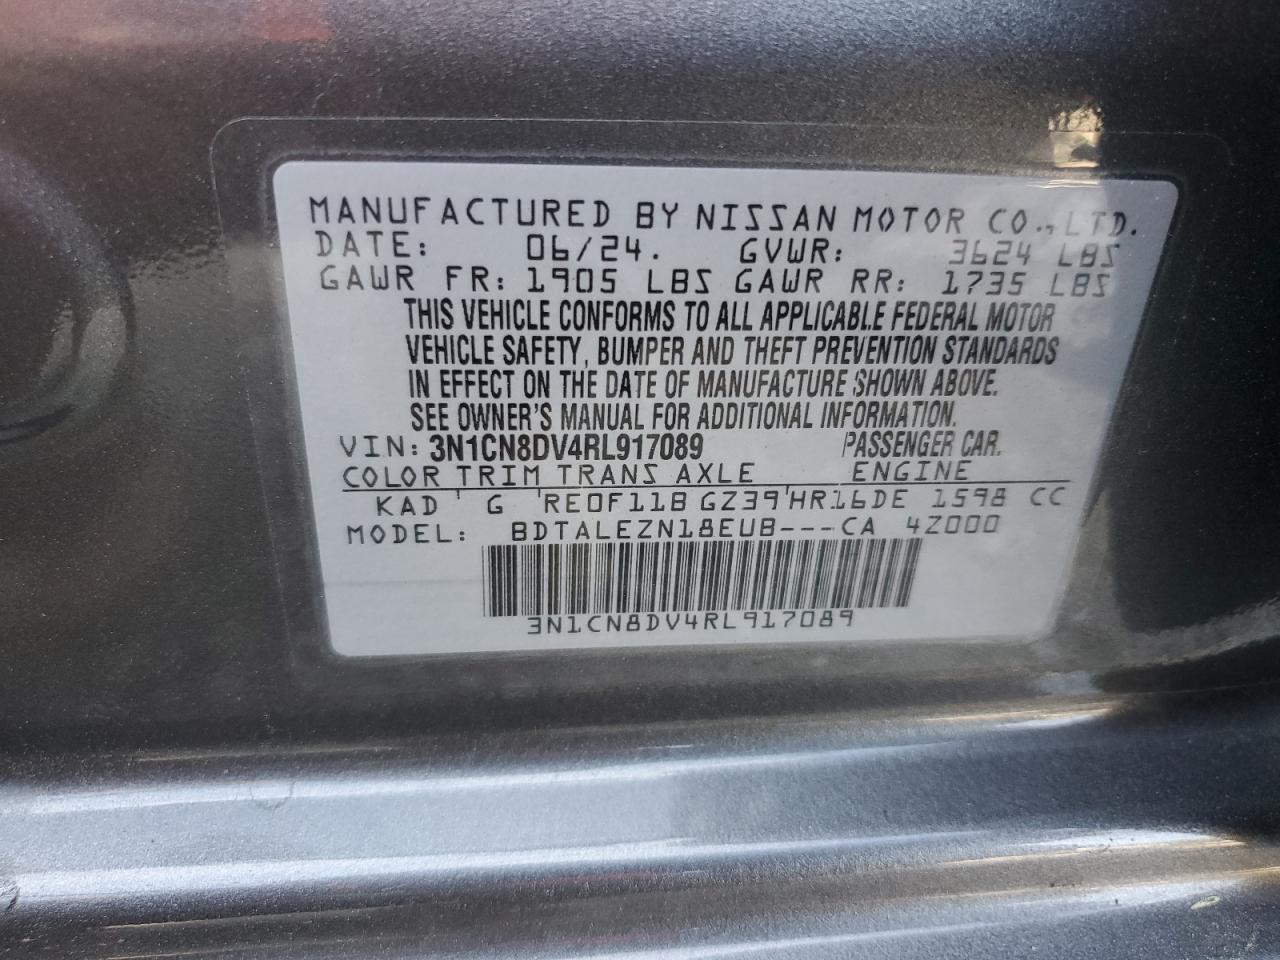 MANUFACTURED BY NISSAN MOTOR CO., LTD.
DATE: 06/24. GVWR: 3624 LBS
GAWR FR: 1905 LBS GAWR RR: 1735 LBS
THIS VEHICLE CONFORMS TO ALL APPLICABLE FEDERAL MOTOR
VEHICLE SAFETY, BUMPER AND THEFT PREVENTION STANDARDS
IN EFFECT ON THE DATE OF MANUFACTURE SHOWN ABOVE.
SEE OWNER'S MANUAL FOR ADDITIONAL INFORMATION.
VIN: 3N1CN8DV4RL917089 PASSENGER CAR.
COLOR TRIM TRANS AXLE ENGINE
KAD G RE0F11B GZ39 HR16DE 1598 CC
MODEL: BDTALEZN18EUB---CA 4Z000
3N1CN8DV4RL917089